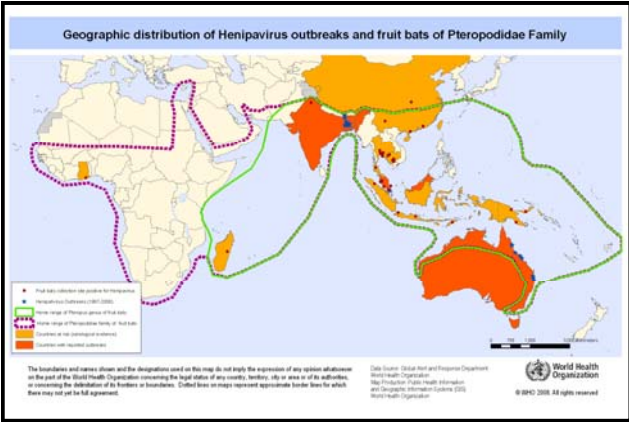 Geographic distribution of Henipavirus outbreaks and fruit bats of Pteropodidae Family
Fruit bats collection site positive for Henipavirus
Henipavirus Outbreaks (1997-2008)
Home range of Pteropus genus of fruit bats
Home range of Pteropodidae family of fruit bats
Countries at risk (serological evidence)
Countries with reported outbreaks
Kilometers
The boundaries and names shown and the designations used on this map do not imply the expression of any opinion whatsoever
on the part of the World Health Organization concerning the legal status of any country, territory, city or area or of its authorities,
or concerning the delimitation of its frontiers or boundaries. Dotted lines on maps represent approximate border lines for which
there may not yet be full agreement.
Data Source: Global Alert and Response Department
World Health Organization
Map Production: Public Health Information
and Geographic Information Systems (GIS)
World Health Organization
World Health
Organization
© WHO 2008. All rights reserved